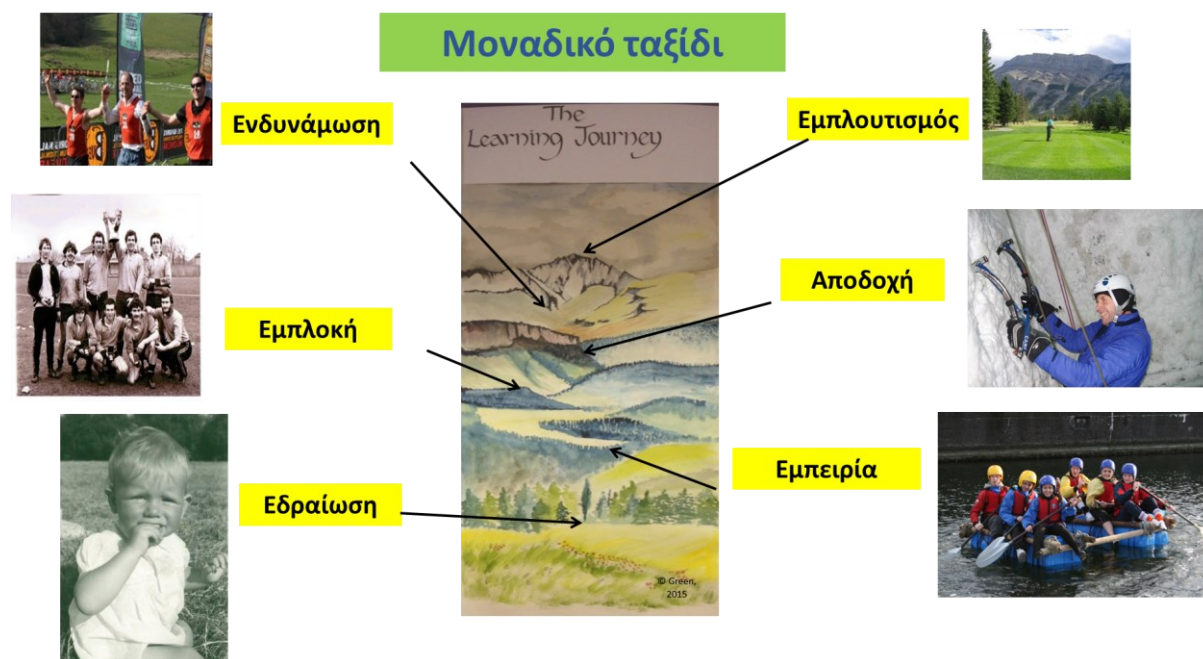 Μοναδικό ταξίδι
Ενδυνάμωση
Εμπλουτισμός
The
Learning Journey
Αποδοχή
Εμπλοκή
Εμπειρία
Εδραίωση
© Green,
2015